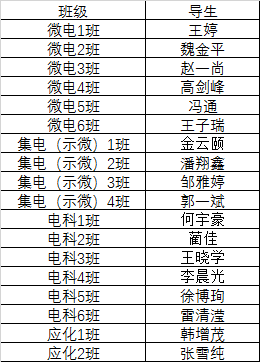 班级 导生
微电1班 王婷
微电2班 魏金平
微电3班 赵一尚
微电4班 高剑峰
微电5班 冯通
微电6班 王子瑞
集电（示微）1班 金云颐
集电（示微）2班 潘翔鑫
集电（示微）3班 邹雅婷
集电（示微）4班 郭一斌
电科1班 何宇豪
电科2班 蔺佳
电科3班 王晓学
电科4班 李晨光
电科5班 徐博珣
电科6班 雷清滢
应化1班 韩增茂
应化2班 张雪纯